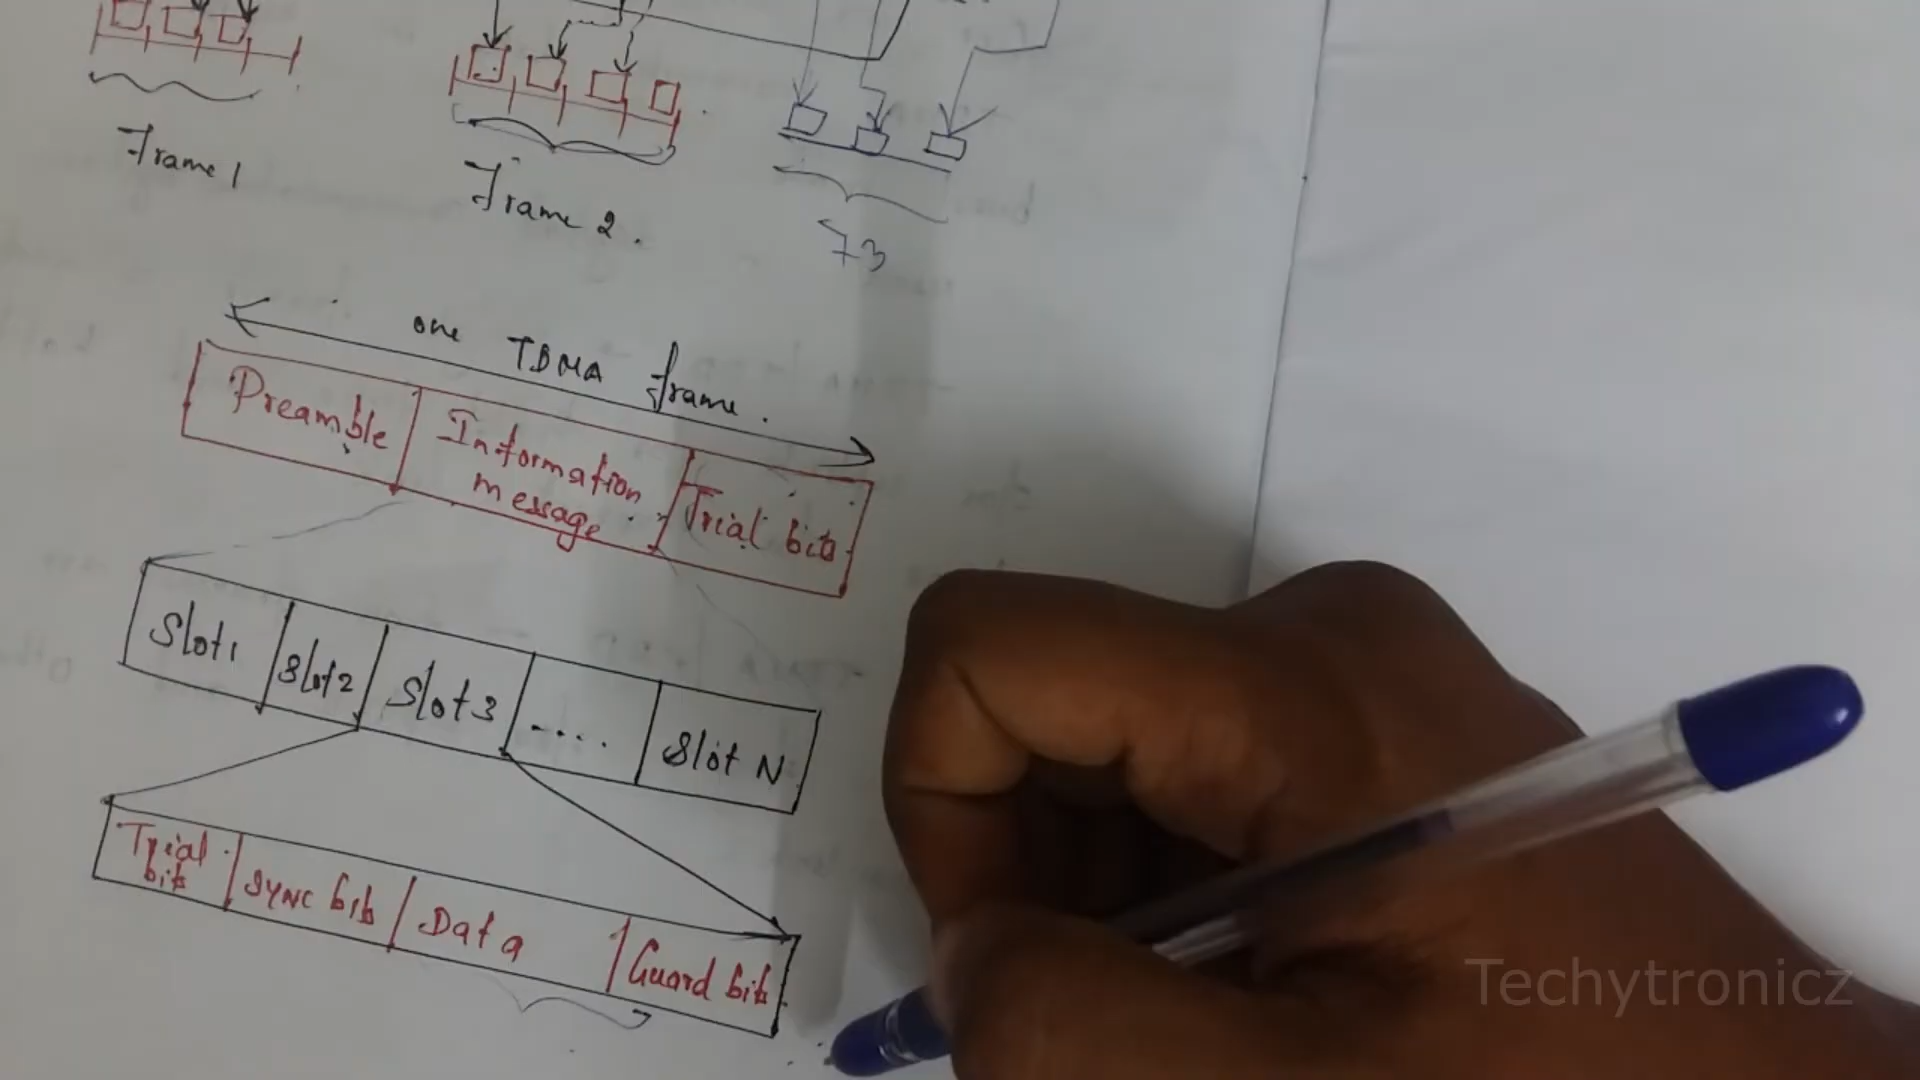 Frame 1
Frame 2.
F3
one TDMA frame.
Preamble
Information
message
Trial bits
Slot1
Slot2
Slot3
....
Slot N
Trial
bits
SYNC bits
Data
Guard bits
Techytronicz